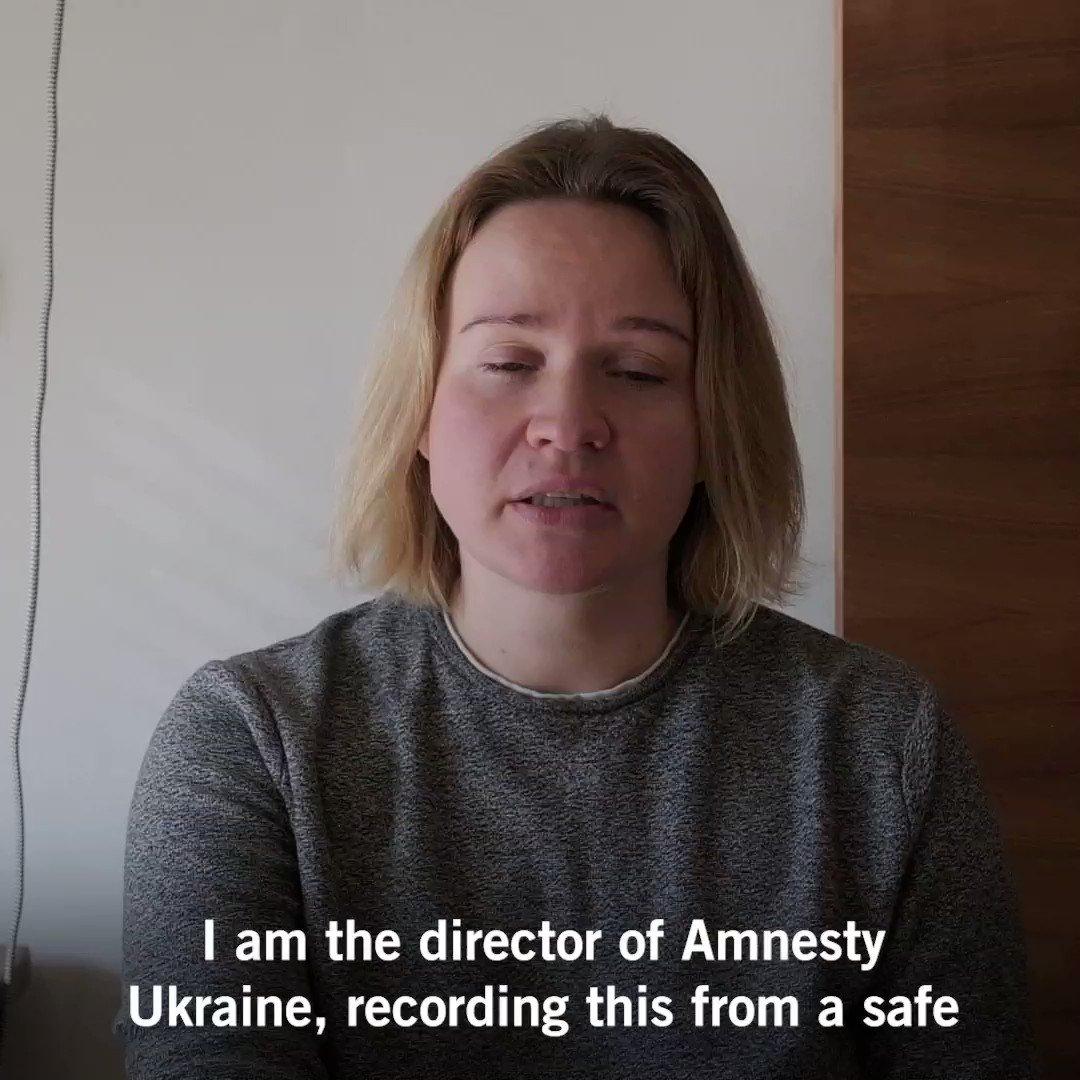 I am the director of Amnesty
Ukraine, recording this from a safe